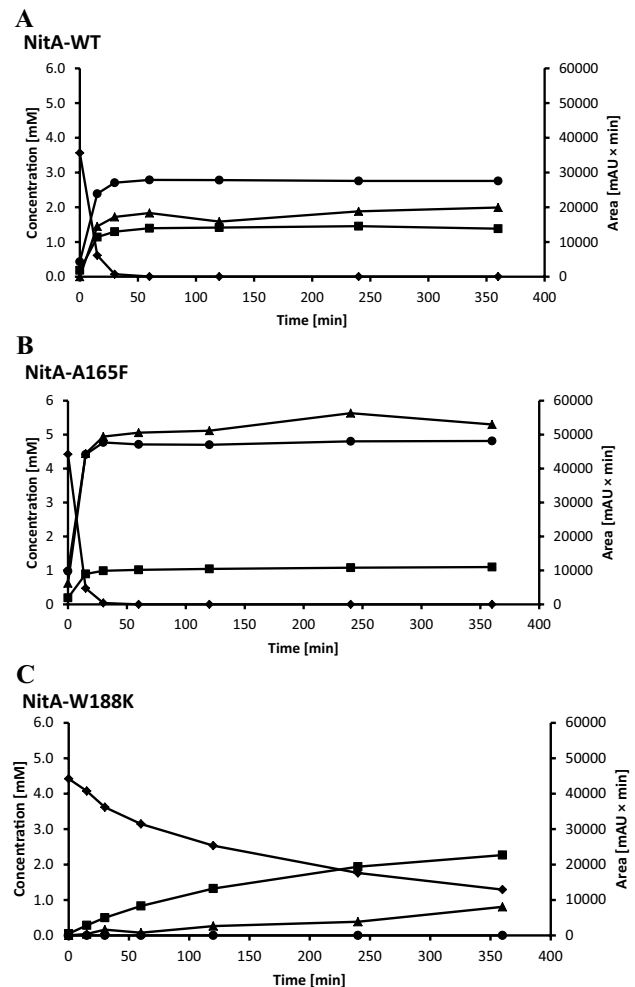 A
NitA-WT
6.0
5.0
4.0
3.0
2.0
1.0
0.0
Concentration [mM]
60000
50000
40000
30000
20000
10000
0
Area [mAU × min]
0 50 100 150 200 250 300 350 400
Time [min]
B
NitA-A165F
6
5
4
3
2
1
0
Concentration [mM]
60000
50000
40000
30000
20000
10000
0
Area [mAU × min]
0 50 100 150 200 250 300 350 400
Time [min]
C
NitA-W188K
6.0
5.0
4.0
3.0
2.0
1.0
0.0
Concentration [mM]
60000
50000
40000
30000
20000
10000
0
Area [mAU × min]
0 50 100 150 200 250 300 350 400
Time [min]